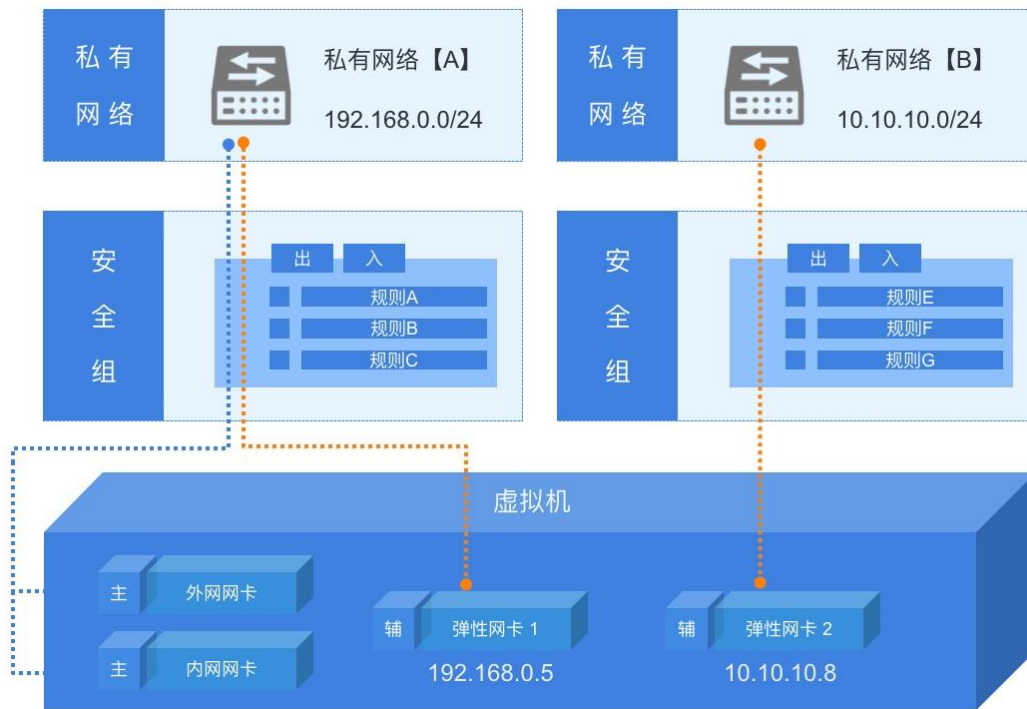 私有
网络
私有网络【A】
192.168.0.0/24
私有
网络
私有网络【B】
10.10.10.0/24
安
全
组
出
入
规则A
规则B
规则C
安
全
组
出
入
规则E
规则F
规则G
虚拟机
主
外网网卡
主
内网网卡
辅
弹性网卡 1
192.168.0.5
辅
弹性网卡 2
10.10.10.8